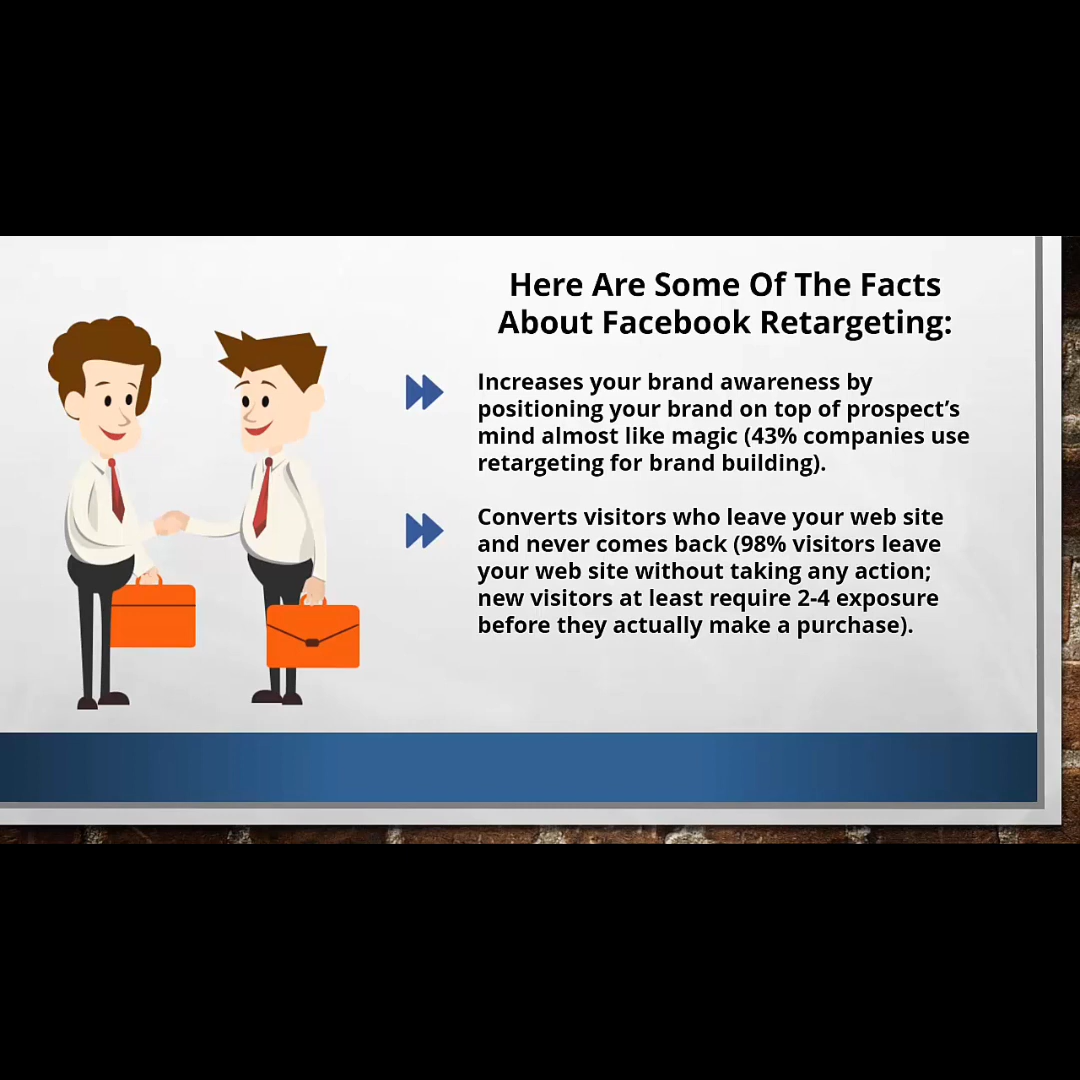 Here Are Some Of The Facts
About Facebook Retargeting:
Increases your brand awareness by
positioning your brand on top of prospect’s
mind almost like magic (43% companies use
retargeting for brand building).
Converts visitors who leave your web site
and never comes back (98% visitors leave
your web site without taking any action;
new visitors at least require 2-4 exposure
before they actually make a purchase).